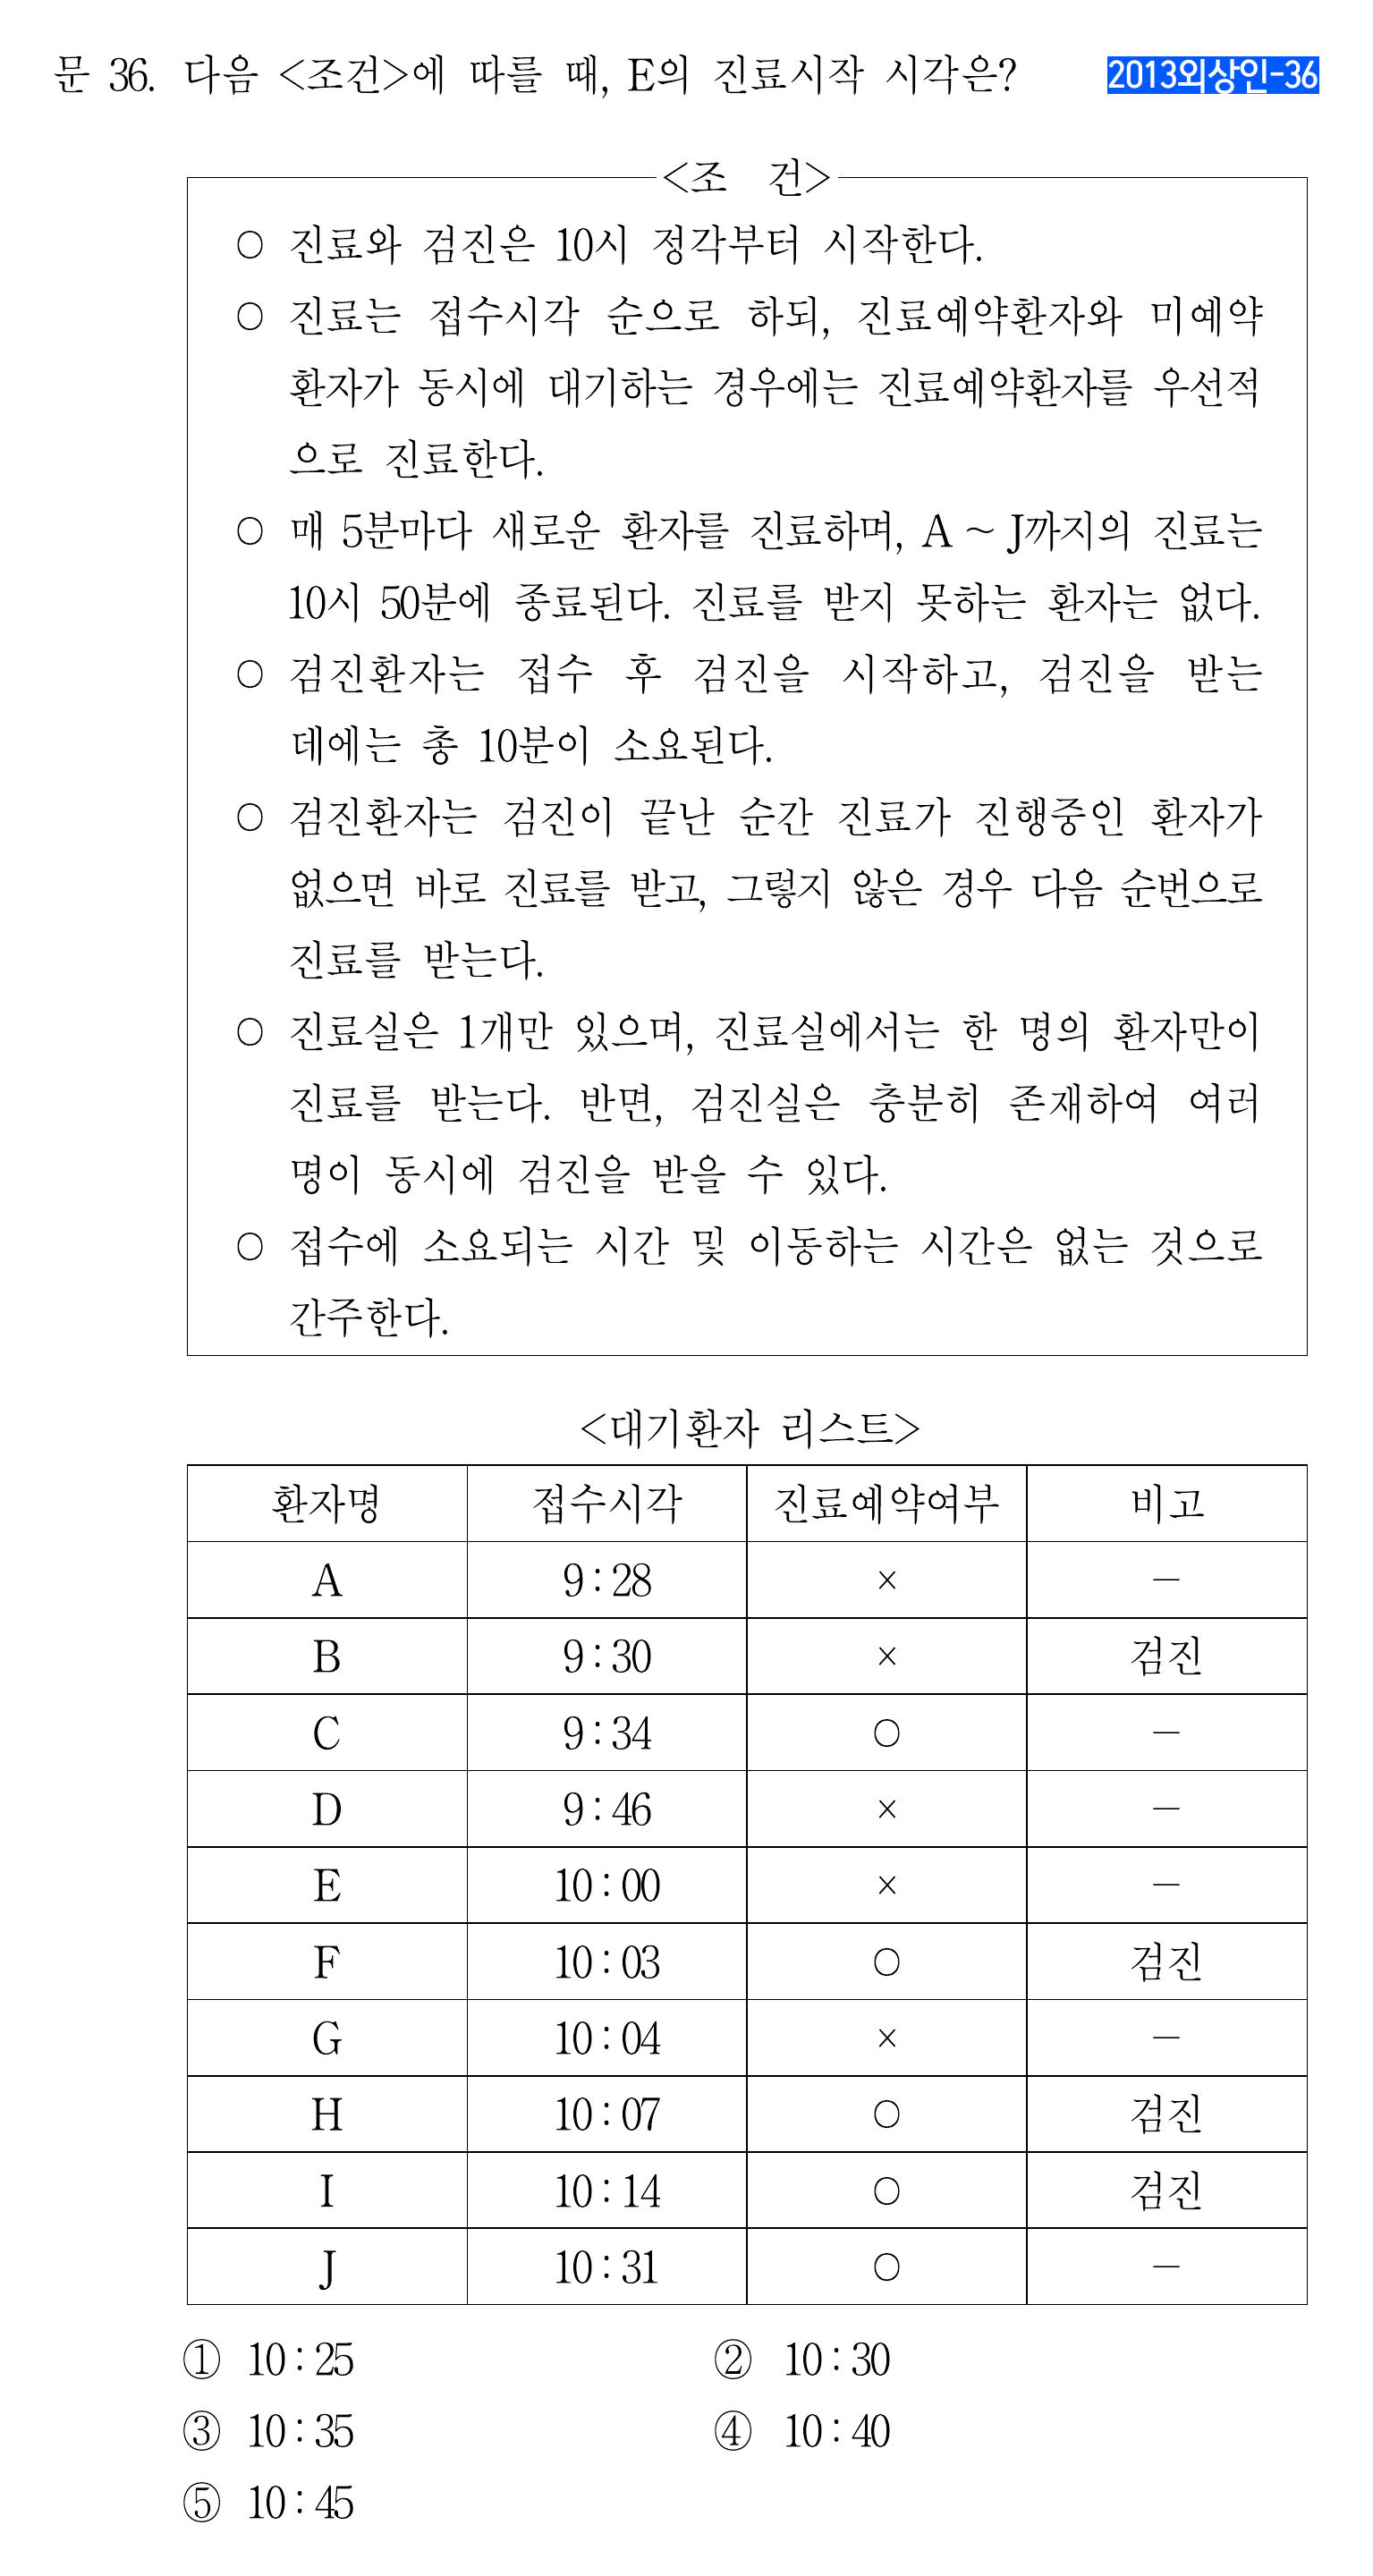 문 36. 다음 <조건>에 따를 때, E의 진료시작 시각은?
2013외상인-36
<조 건>
○ 진료와 검진은 10시 정각부터 시작한다.
○ 진료는 접수시각 순으로 하되, 진료예약환자와 미예약
환자가 동시에 대기하는 경우에는 진료예약환자를 우선적
으로 진료한다.
○ 매 5분마다 새로운 환자를 진료하며, A ~ J까지의 진료는
10시 50분에 종료된다. 진료를 받지 못하는 환자는 없다.
○ 검진환자는 접수 후 검진을 시작하고, 검진을 받는
데에는 총 10분이 소요된다.
○ 검진환자는 검진이 끝난 순간 진료가 진행중인 환자가
없으면 바로 진료를 받고, 그렇지 않은 경우 다음 순번으로
진료를 받는다.
○ 진료실은 1개만 있으며, 진료실에서는 한 명의 환자만이
진료를 받는다. 반면, 검진실은 충분히 존재하여 여러
명이 동시에 검진을 받을 수 있다.
○ 접수에 소요되는 시간 및 이동하는 시간은 없는 것으로
간주한다.
<대기환자 리스트>
환자명 접수시각 진료예약여부 비고
A 9:28 × －
B 9:30 × 검진
C 9:34 ○ －
D 9:46 × －
E 10:00 × －
F 10:03 ○ 검진
G 10:04 × －
H 10:07 ○ 검진
I 10:14 ○ 검진
J 10:31 ○ －
① 10:25 ② 10:30
③ 10:35 ④ 10:40
⑤ 10:45